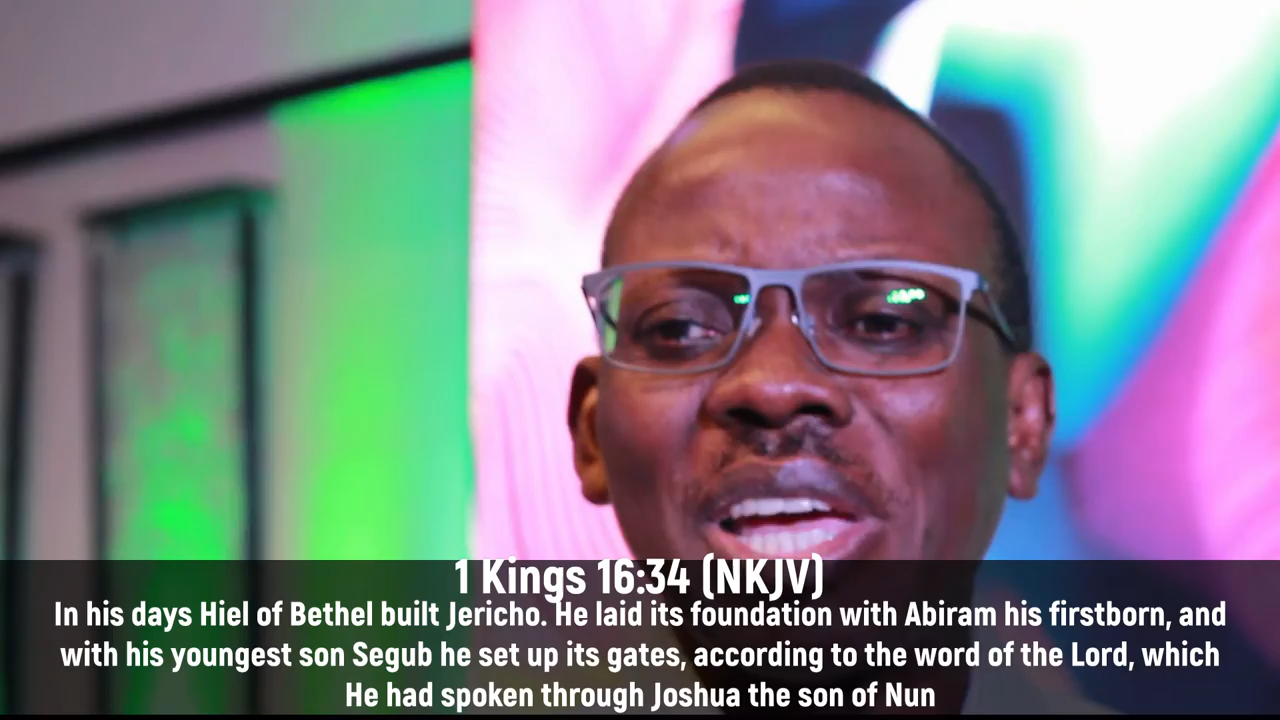 1 Kings 16:34 (NKJV)
In his days Hiel of Bethel built Jericho. He laid its foundation with Abiram his firstborn, and
with his youngest son Segub he set up its gates, according to the word of the Lord, which
He had spoken through Joshua the son of Nun